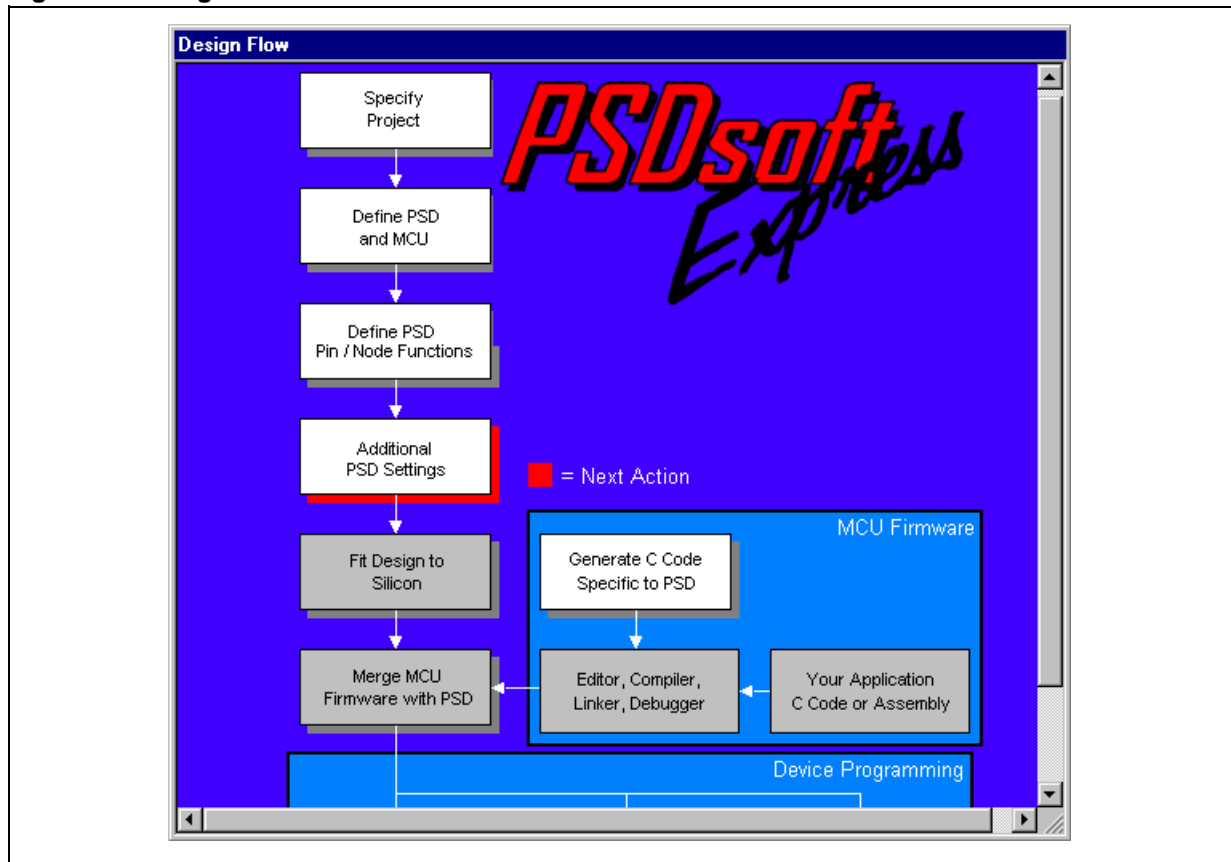 Design Flow
PSDsoft
Express
Specify
Project
Define PSD
and MCU
Define PSD
Pin / Node Functions
Additional
PSD Settings
= Next Action
MCU Firmware
Fit Design to
Silicon
Generate C Code
Specific to PSD
Merge MCU
Firmware with PSD
Editor, Compiler,
Linker, Debugger
Your Application
C Code or Assembly
Device Programming